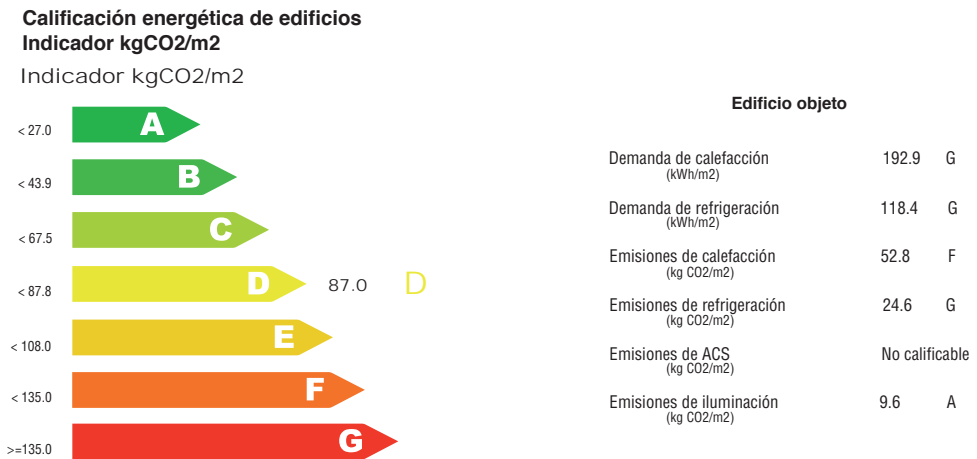 Calificación energética de edificios
Indicador kgCO2/m2
Indicador kgCO2/m2
< 27.0 A
< 43.9 B
< 67.5 C
< 87.8 D 87.0 D
< 108.0 E
< 135.0 F
>=135.0 G
Edificio objeto
Demanda de calefacción 192.9 G
(kWh/m2)
Demanda de refrigeración 118.4 G
(kWh/m2)
Emisiones de calefacción 52.8 F
(kg CO2/m2)
Emisiones de refrigeración 24.6 G
(kg CO2/m2)
Emisiones de ACS No calificable
(kg CO2/m2)
Emisiones de iluminación 9.6 A
(kg CO2/m2)